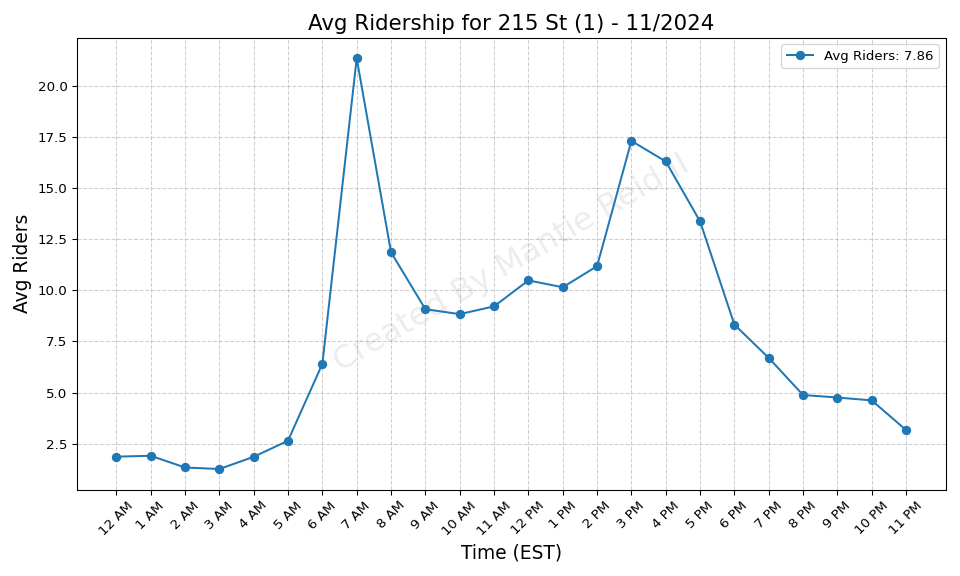 Avg Ridership for 215 St (1) - 11/2024
Avg Riders: 7.86
Avg Riders
20.0
17.5
15.0
12.5
10.0
7.5
5.0
2.5
Created By Mantie Reid II
12 AM
1 AM
2 AM
3 AM
4 AM
5 AM
6 AM
7 AM
8 AM
9 AM
10 AM
11 AM
12 PM
1 PM
2 PM
3 PM
4 PM
5 PM
6 PM
7 PM
8 PM
9 PM
10 PM
11 PM
Time (EST)